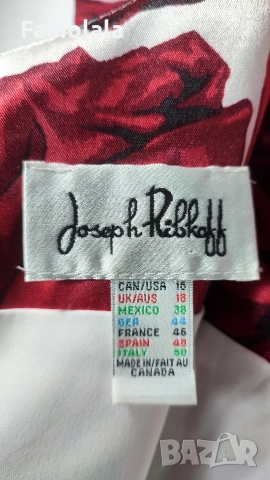 Fabiolala
Joseph Ribkoff
CAN/USA 16
UK/AUS 18
MEXICO 38
GER 44
FRANCE 46
SPAIN 48
ITALY 50
MADE IN/FAIT AU
CANADA
BAZAR